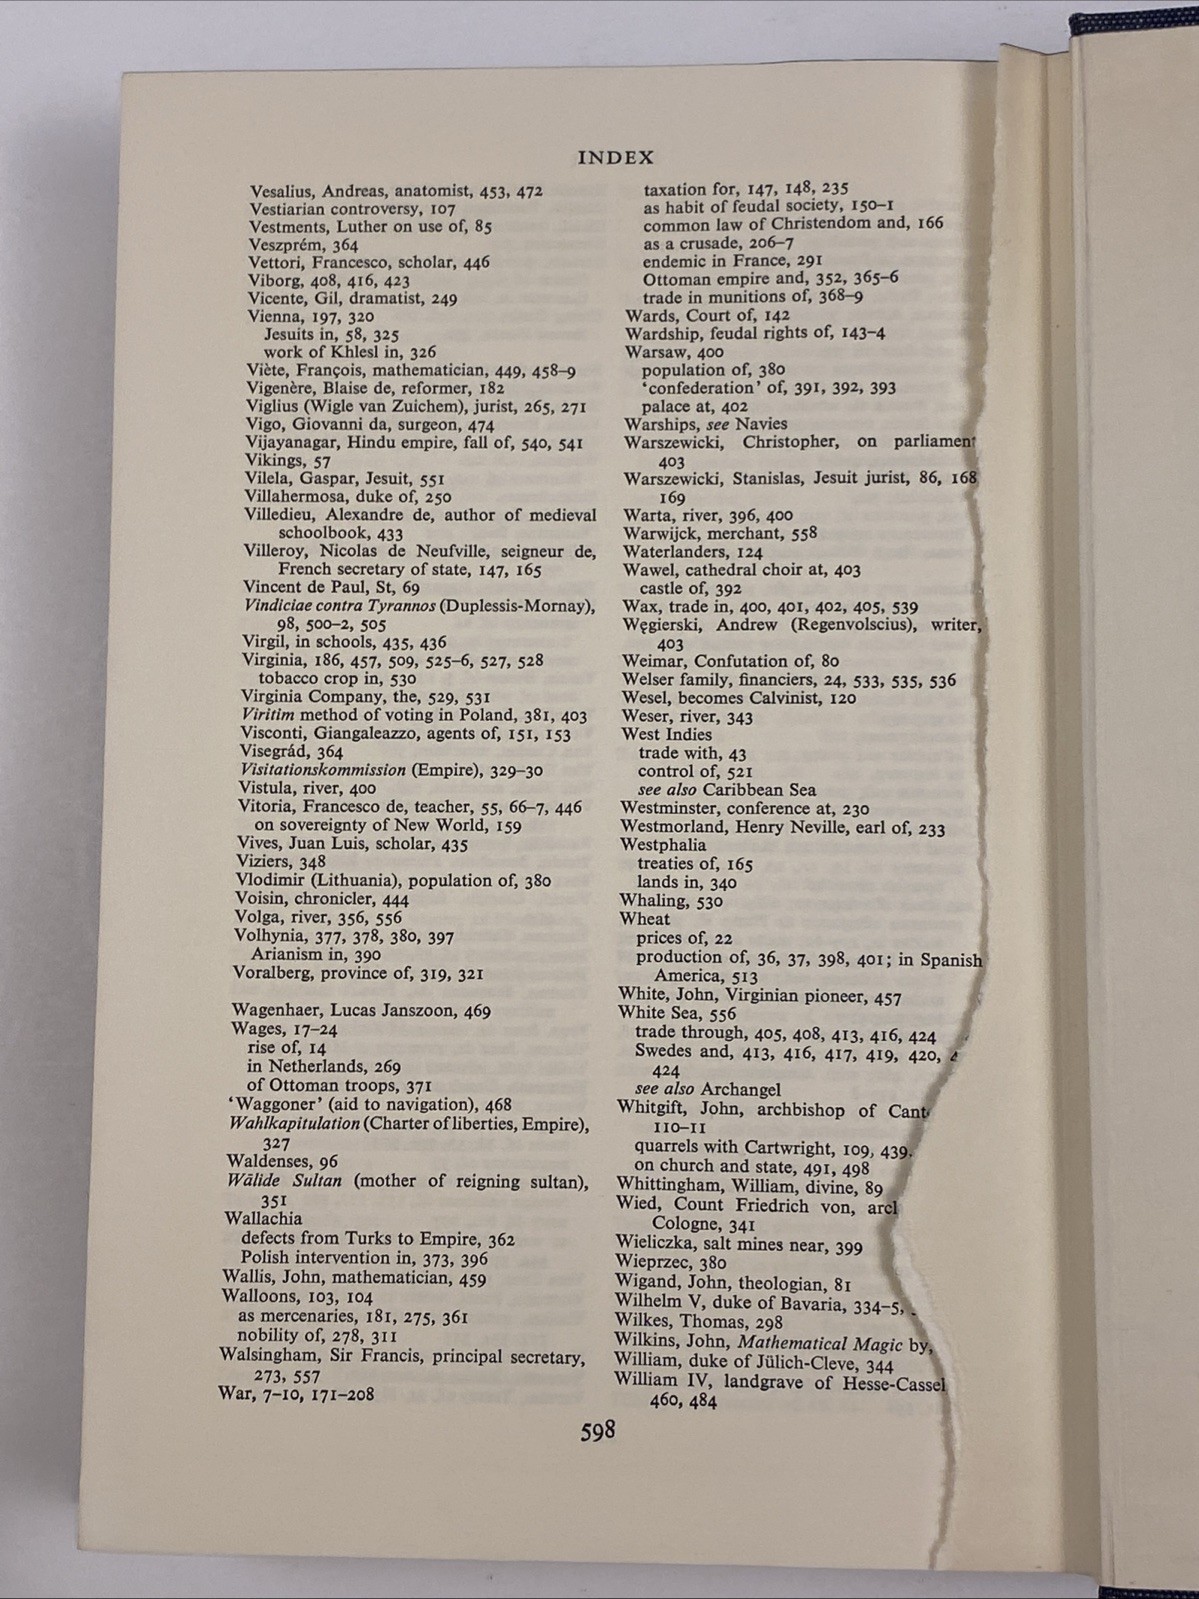 INDEX
Vesalius, Andreas, anatomist, 453, 472
Vestiarian controversy, 107
Vestments, Luther on use of, 85
Veszprém, 364
Vettori, Francesco, scholar, 446
Viborg, 408, 416, 423
Vicente, Gil, dramatist, 249
Vienna, 197, 320
Jesuits in, 58, 325
work of Khlesl in, 326
Viète, François, mathematician, 449, 458–9
Vigenère, Blaise de, reformer, 182
Viglius (Wigle van Zuichem), jurist, 265, 271
Vigo, Giovanni da, surgeon, 474
Vijayanagar, Hindu empire, fall of, 540, 541
Vikings, 57
Vilela, Gaspar, Jesuit, 551
Villahermosa, duke of, 250
Villedieu, Alexandre de, author of medieval
schoolbook, 433
Villeroy, Nicolas de Neufville, seigneur de,
French secretary of state, 147, 165
Vincent de Paul, St, 69
Vindiciae contra Tyrannos (Duplessis-Mornay),
98, 500–2, 505
Virgil, in schools, 435, 436
Virginia, 186, 457, 509, 525–6, 527, 528
tobacco crop in, 530
Virginia Company, the, 529, 531
Viritim method of voting in Poland, 381, 403
Visconti, Giangaleazzo, agents of, 151, 153
Visegrád, 364
Visitationskommission (Empire), 329–30
Vistula, river, 400
Vitoria, Francesco de, teacher, 55, 66–7, 446
on sovereignty of New World, 159
Vives, Juan Luis, scholar, 435
Viziers, 348
Vlodimir (Lithuania), population of, 380
Voisin, chronicler, 444
Volga, river, 356, 556
Volhynia, 377, 378, 380, 397
Arianism in, 390
Voralberg, province of, 319, 321
Wagenhaer, Lucas Janszoon, 469
Wages, 17–24
rise of, 14
in Netherlands, 269
of Ottoman troops, 371
‘Waggoner’ (aid to navigation), 468
Wahlkapitulation (Charter of liberties, Empire),
327
Waldenses, 96
Wālide Sultan (mother of reigning sultan),
351
Wallachia
defects from Turks to Empire, 362
Polish intervention in, 373, 396
Wallis, John, mathematician, 459
Walloons, 103, 104
as mercenaries, 181, 275, 361
nobility of, 278, 311
Walsingham, Sir Francis, principal secretary,
273, 557
War, 7–10, 171–208
taxation for, 147, 148, 235
as habit of feudal society, 150–1
common law of Christendom and, 166
as a crusade, 206–7
endemic in France, 291
Ottoman empire and, 352, 365–6
trade in munitions of, 368–9
Wards, Court of, 142
Wardship, feudal rights of, 143–4
Warsaw, 400
population of, 380
‘confederation’ of, 391, 392, 393
palace at, 402
Warships, see Navies
Warszewicki, Christopher, on parliament
403
Warszewicki, Stanislas, Jesuit jurist, 86, 168
169
Warta, river, 396, 400
Warwijck, merchant, 558
Waterlanders, 124
Wawel, cathedral choir at, 403
castle of, 392
Wax, trade in, 400, 401, 402, 405, 539
Węgierski, Andrew (Regenvolscius), writer,
403
Weimar, Confutation of, 80
Welser family, financiers, 24, 533, 535, 536
Wesel, becomes Calvinist, 120
Weser, river, 343
West Indies
trade with, 43
control of, 521
see also Caribbean Sea
Westminster, conference at, 230
Westmorland, Henry Neville, earl of, 233
Westphalia
treaties of, 165
lands in, 340
Whaling, 530
Wheat
prices of, 22
production of, 36, 37, 398, 401; in Spanish
America, 513
White, John, Virginian pioneer, 457
White Sea, 556
trade through, 405, 408, 413, 416, 424
Swedes and, 413, 416, 417, 419, 420,
424
see also Archangel
Whitgift, John, archbishop of Cant
110–11
quarrels with Cartwright, 109, 439,
on church and state, 491, 498
Whittingham, William, divine, 89
Wied, Count Friedrich von,
Cologne, 341
Wieliczka, salt mines near, 399
Wieprzec, 380
Wigand, John, theologian, 81
Wilhelm V, duke of Bavaria, 334–5,
Wilkes, Thomas, 298
Wilkins, John, Mathematical Magic by,
William, duke of Jülich-Cleve, 344
William IV, landgrave of Hesse-Cassel
460, 484
598